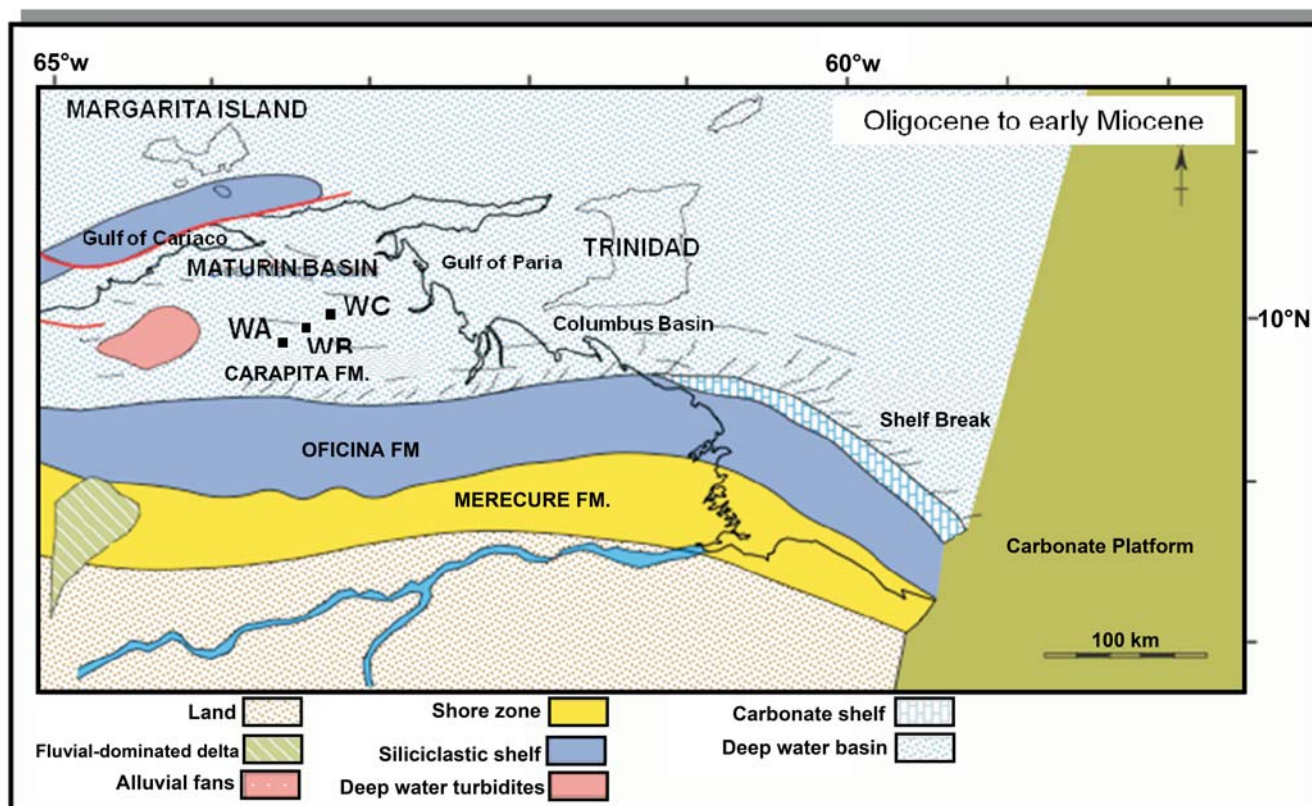 65°w
60°w
MARGARITA ISLAND
Oligocene to early Miocene
Gulf of Cariaco
TRINIDAD
MATURIN BASIN
Gulf of Paria
WC
10°N
WA
Columbus Basin
WB
CARAPITA FM.
Shelf Break
OFICINA FM
MERECURE FM.
Carbonate Platform
100 km
Land
Shore zone
Carbonate shelf
Fluvial-dominated delta
Siliciclastic shelf
Deep water basin
Alluvial fans
Deep water turbidites